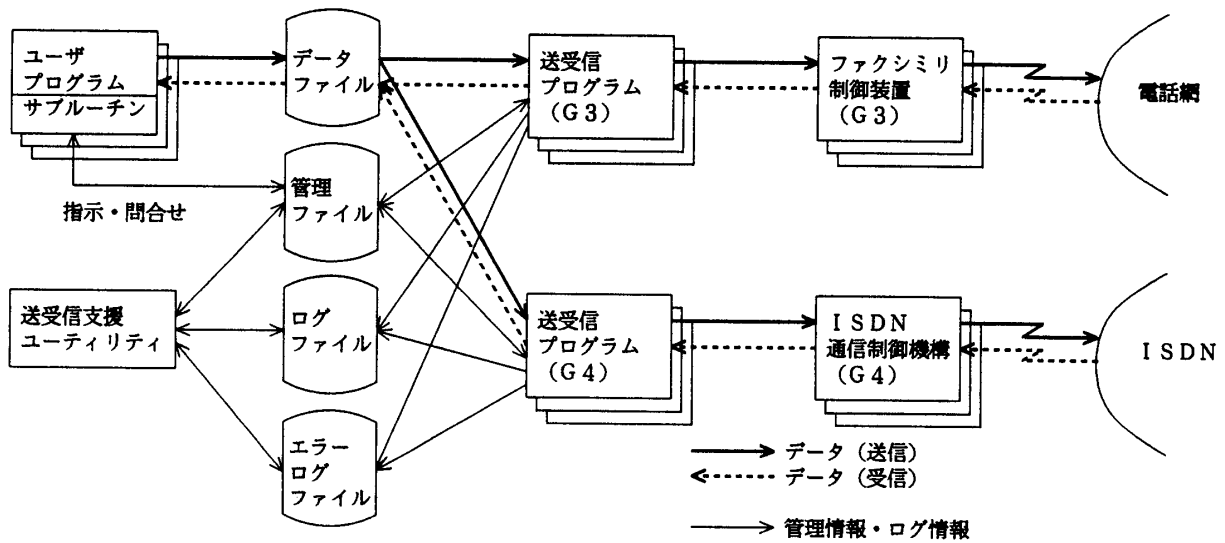 ユーザ
プログラム
サブルーチン
データ
ファイル
送受信
プログラム
(G3)
ファクシミリ
制御装置
(G3)
電話網
指示・問合せ
管理
ファイル
送受信支援
ユーティリティ
ログ
ファイル
送受信
プログラム
(G4)
ISDN
通信制御機構
(G4)
ISDN
エラー
ログ
ファイル
データ(送信)
データ(受信)
管理情報・ログ情報